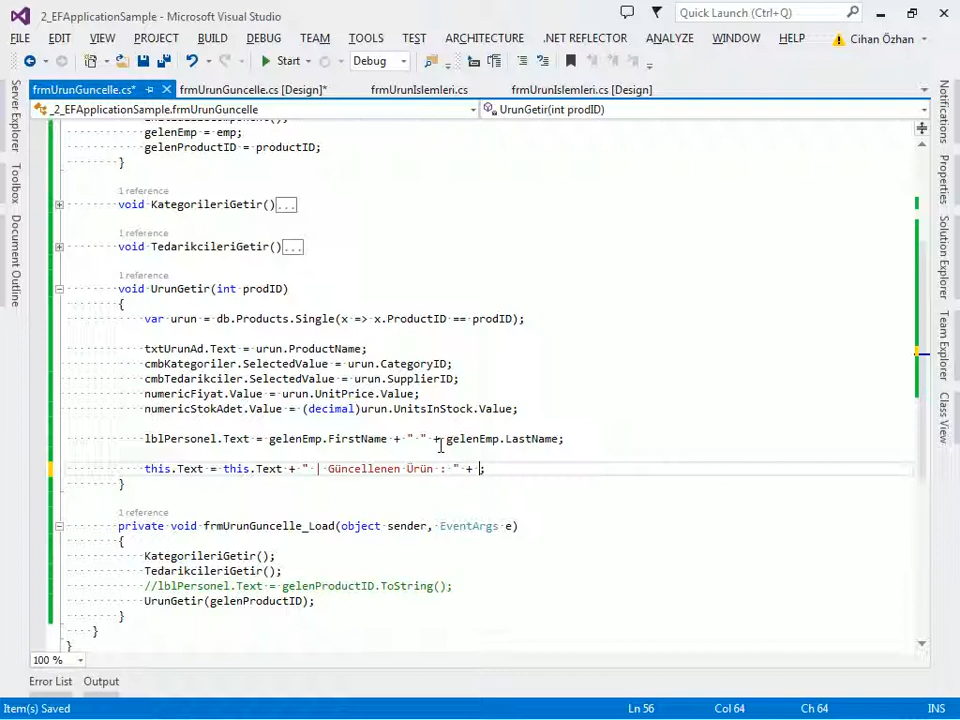 2_EFApplicationSample - Microsoft Visual Studio
Quick Launch (Ctrl+Q)
FILE EDIT VIEW PROJECT BUILD DEBUG TEAM TOOLS TEST ARCHITECTURE .NET REFLECTOR ANALYZE WINDOW HELP Cihan Özhan
Start Debug
frmUrunGuncelle.cs* frmUrunGuncelle.cs [Design]* frmUrunIslemleri.cs frmUrunIslemleri.cs [Design]
_2_EFApplicationSample.frmUrunGuncelle UrunGetir(int prodID)
Server Explorer
Toolbox
Document Outline
gelenEmp = emp;
gelenProductID = productID;
}
1 reference
void KategorileriGetir()...
1 reference
void TedarikcileriGetir()...
1 reference
void UrunGetir(int prodID)
{
var urun = db.Products.Single(x => x.ProductID == prodID);
txtUrunAd.Text = urun.ProductName;
cmbKategoriler.SelectedValue = urun.CategoryID;
cmbTedarikciler.SelectedValue = urun.SupplierID;
numericFiyat.Value = urun.UnitPrice.Value;
numericStokAdet.Value = (decimal)urun.UnitsInStock.Value;
lblPersonel.Text = gelenEmp.FirstName + " " + gelenEmp.LastName;
this.Text = this.Text + " | Güncellenen Ürün : " + ;
}
1 reference
private void frmUrunGuncelle_Load(object sender, EventArgs e)
{
KategorileriGetir();
TedarikcileriGetir();
//lblPersonel.Text = gelenProductID.ToString();
UrunGetir(gelenProductID);
}
}
}
Notifications
Properties
Solution Explorer
Team Explorer
100 %
Error List Output
Item(s) Saved Ln 56 Col 64 Ch 64 INS